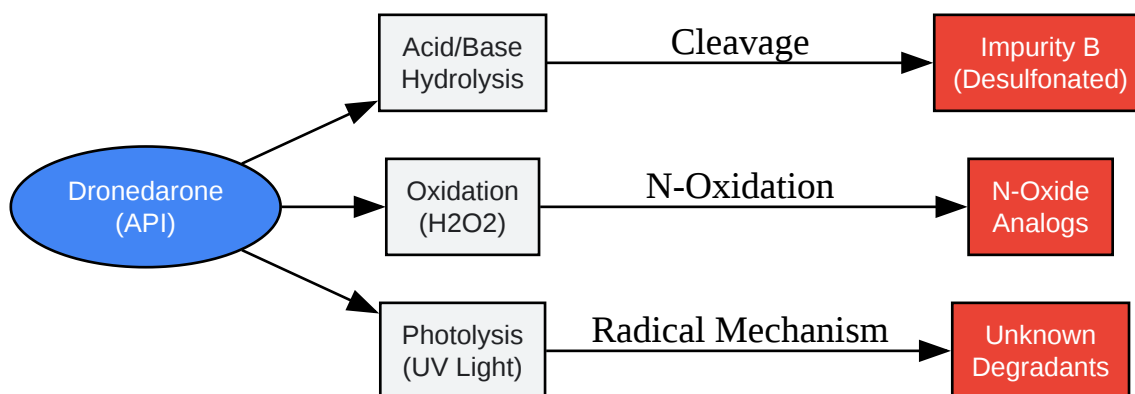 Dronedarone
(API)
Acid/Base
Hydrolysis
Cleavage
Impurity B
(Desulfonated)
Oxidation
(H2O2)
N-Oxidation
N-Oxide
Analogs
Photolysis
(UV Light)
Radical Mechanism
Unknown
Degradants